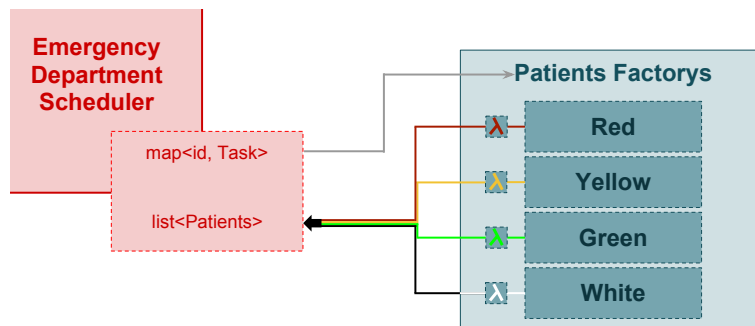 Emergency
Department
Scheduler
map<id, Task>
list<Patients>
Patients Factorys
λ Red
λ Yellow
λ Green
λ White